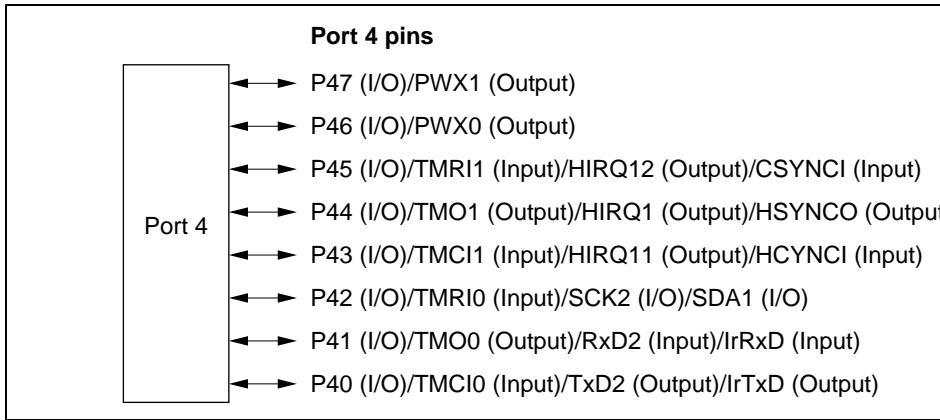 Port 4 pins
P47 (I/O)/PWX1 (Output)
P46 (I/O)/PWX0 (Output)
P45 (I/O)/TMRI1 (Input)/HIRQ12 (Output)/CSYNCI (Input)
P44 (I/O)/TMO1 (Output)/HIRQ1 (Output)/HSYNCO (Output
Port 4
P43 (I/O)/TMCI1 (Input)/HIRQ11 (Output)/HCYNCI (Input)
P42 (I/O)/TMRI0 (Input)/SCK2 (I/O)/SDA1 (I/O)
P41 (I/O)/TMO0 (Output)/RxD2 (Input)/IrRxD (Input)
P40 (I/O)/TMCI0 (Input)/TxD2 (Output)/IrTxD (Output)